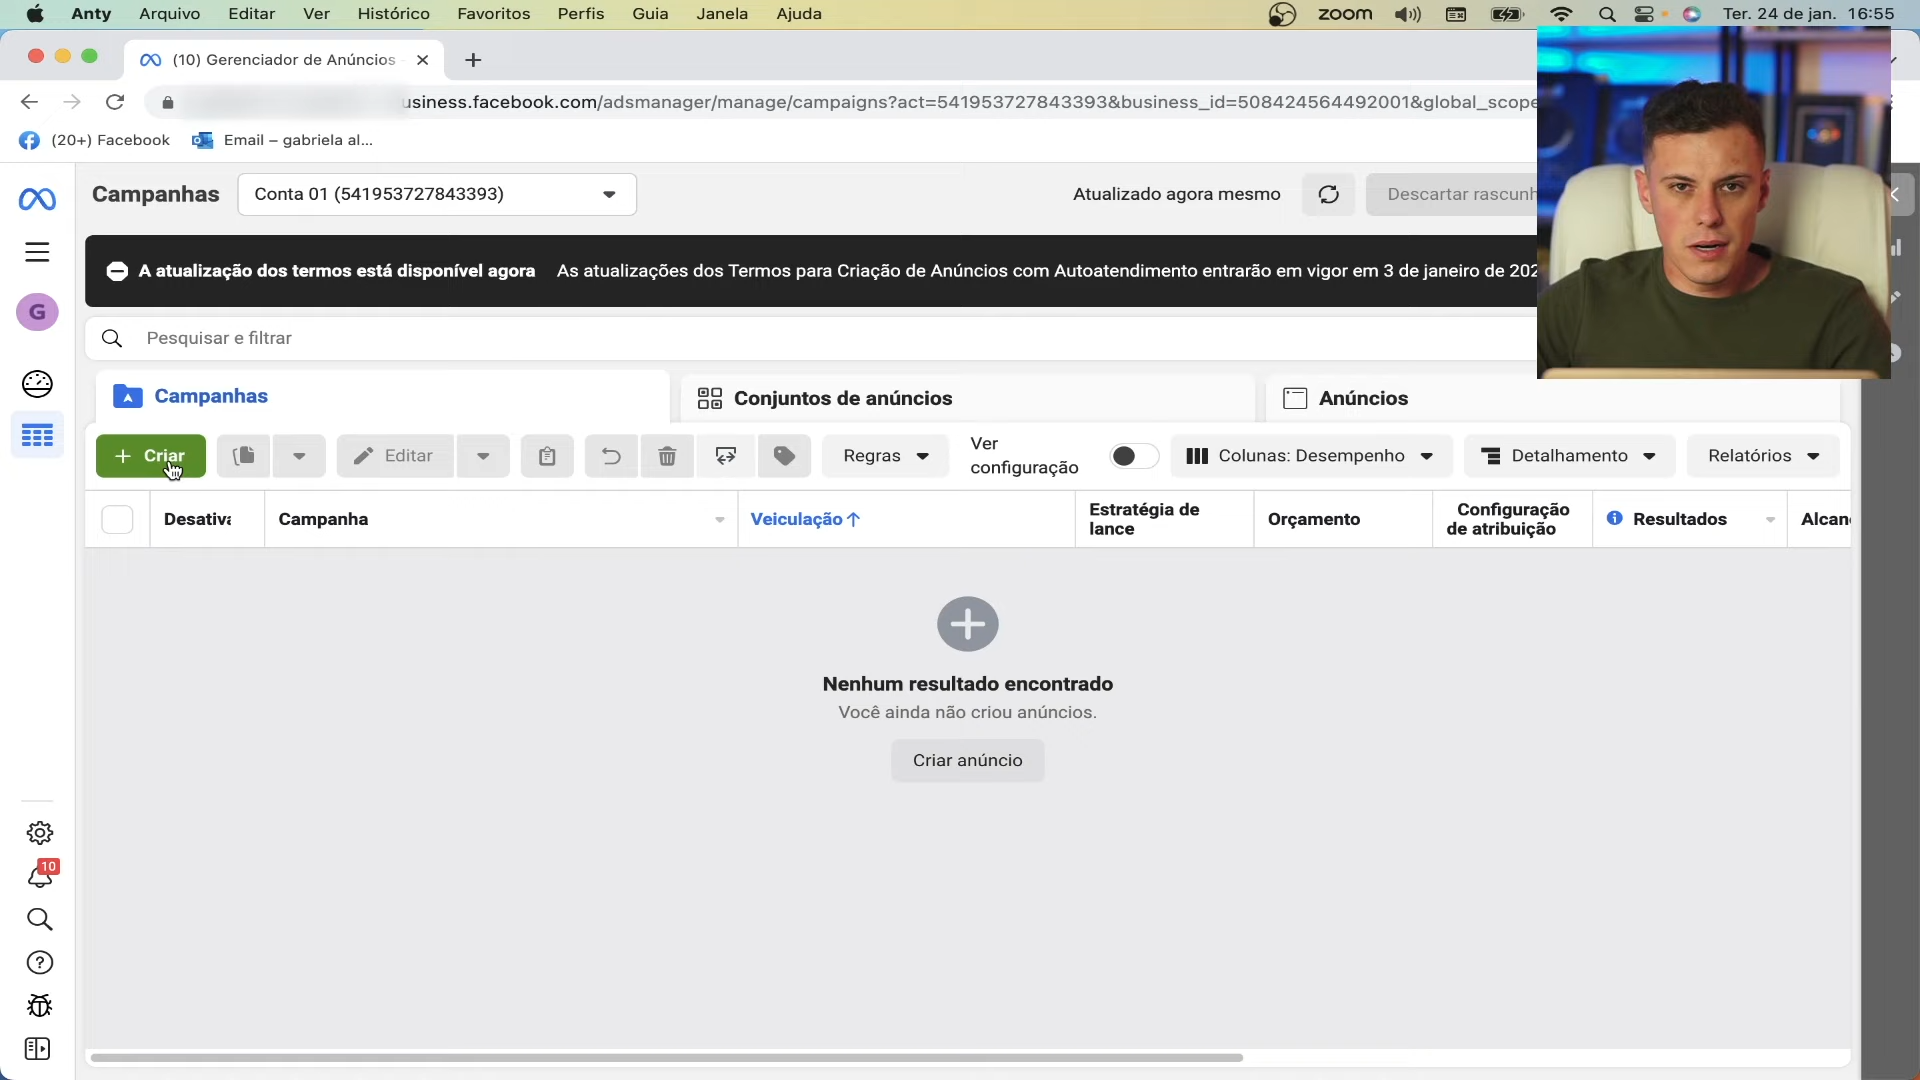 Anty Arquivo Editar Ver Histórico Favoritos Perfis Guia Janela Ajuda zoom Ter. 24 de jan. 16:55
(10) Gerenciador de Anúncios
usiness.facebook.com/adsmanager/manage/campaigns?act=541953727843393&business_id=508424564492001&global_scope
(20+) Facebook Email – gabriela al...
Campanhas Conta 01 (541953727843393) Atualizado agora mesmo Descartar rascunh
G
A atualização dos termos está disponível agora As atualizações dos Termos para Criação de Anúncios com Autoatendimento entrarão em vigor em 3 de janeiro de 202
Pesquisar e filtrar
Campanhas Conjuntos de anúncios Anúncios
+ Criar Editar Regras Ver configuração Colunas: Desempenho Detalhamento Relatórios
Desativa Campanha Veiculação↑ Estratégia de lance Orçamento Configuração de atribuição Resultados Alcan
Nenhum resultado encontrado
Você ainda não criou anúncios.
Criar anúncio
10